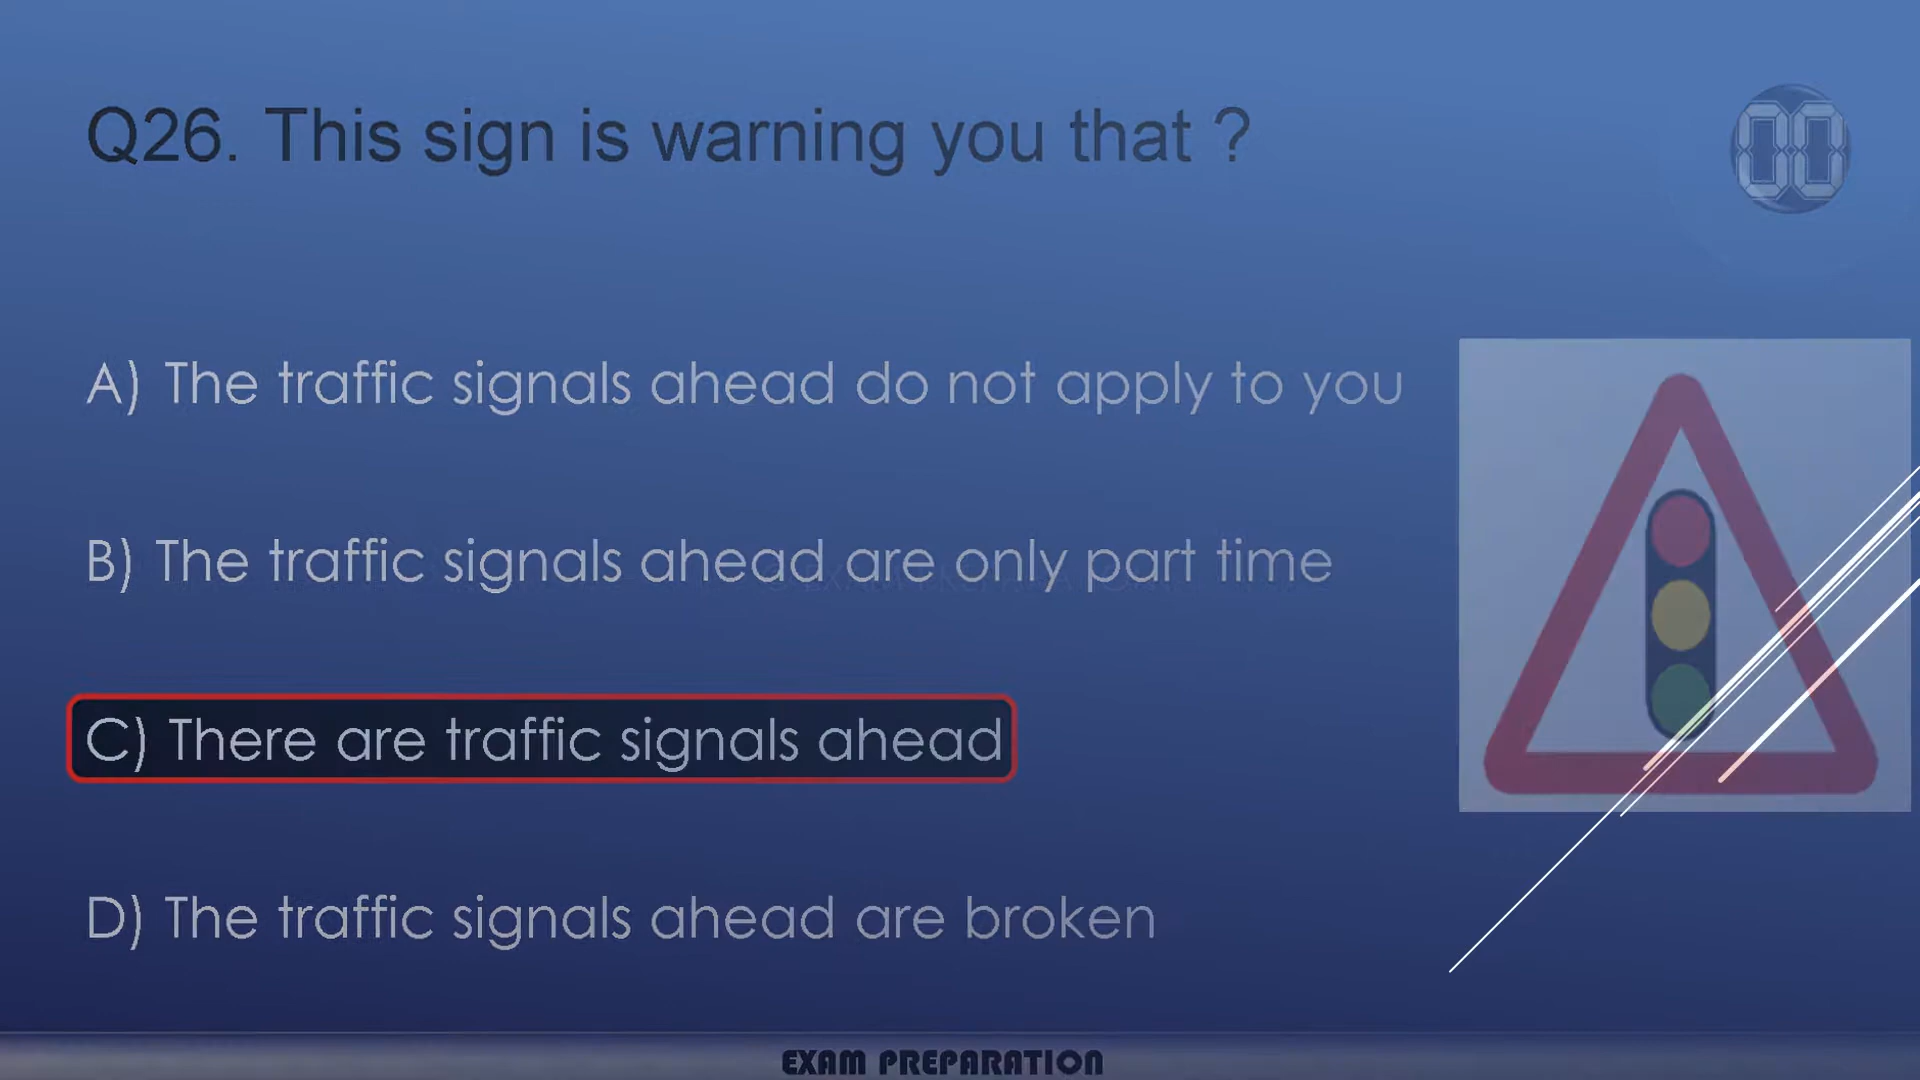 Q26. This sign is warning you that ?
00
A) The traffic signals ahead do not apply to you
B) The traffic signals ahead are only part time
C) There are traffic signals ahead
D) The traffic signals ahead are broken
EXAM PREPARATION